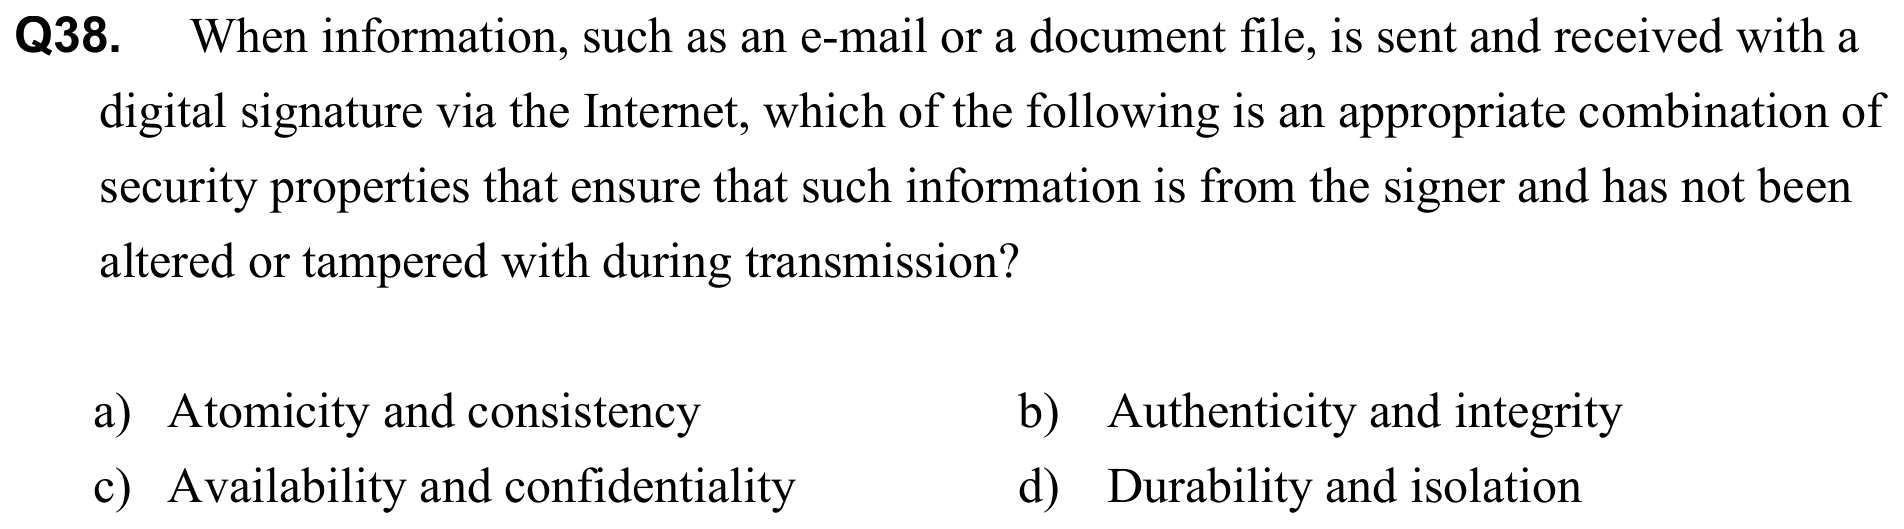 Q38. When information, such as an e-mail or a document file, is sent and received with a
digital signature via the Internet, which of the following is an appropriate combination of
security properties that ensure that such information is from the signer and has not been
altered or tampered with during transmission?
a) Atomicity and consistency b) Authenticity and integrity
c) Availability and confidentiality d) Durability and isolation